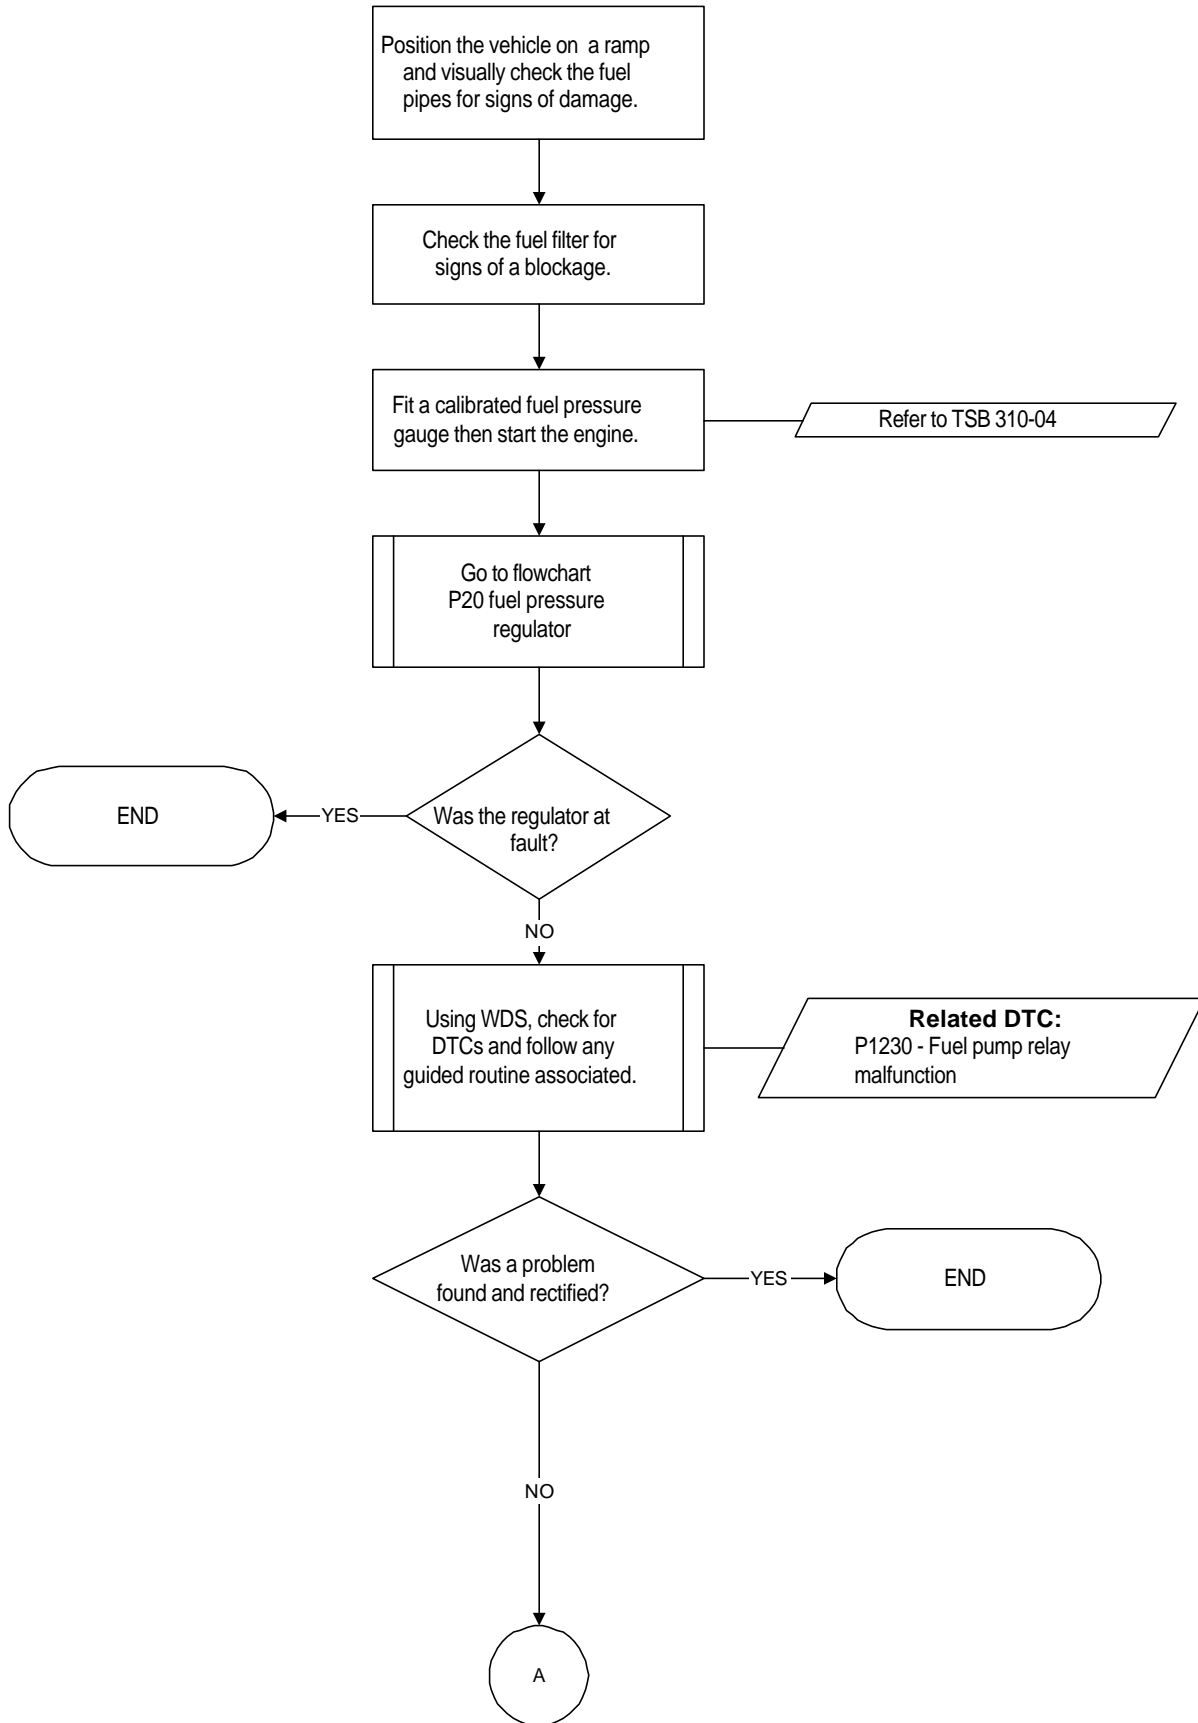 Position the vehicle on a ramp
and visually check the fuel
pipes for signs of damage.
Check the fuel filter for
signs of a blockage.
Fit a calibrated fuel pressure
gauge then start the engine.
Refer to TSB 310-04
Go to flowchart
P20 fuel pressure
regulator
END
YES
Was the regulator at
fault?
NO
Using WDS, check for
DTCs and follow any
guided routine associated.
Related DTC:
P1230 - Fuel pump relay
malfunction
Was a problem
found and rectified?
YES
END
NO
A